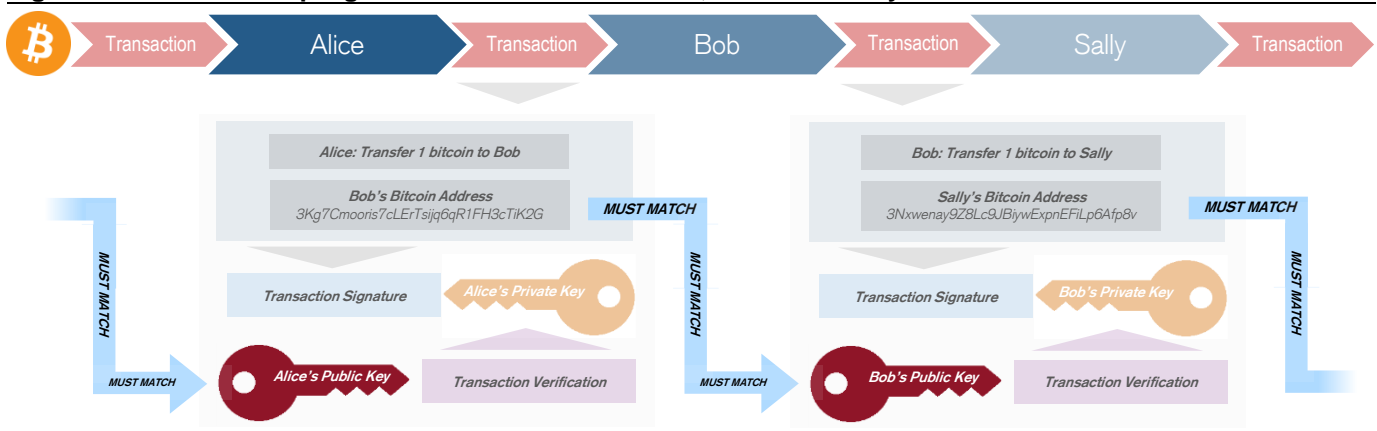 Transaction
Alice
Transaction
Bob
Transaction
Sally
Transaction
Alice: Transfer 1 bitcoin to Bob
Bob's Bitcoin Address
3Kg7Cmooris7cLErTsijq6qR1FH3cTiK2G
MUST MATCH
MUST MATCH
MUST MATCH
Transaction Signature
Alice's Private Key
Alice's Public Key
Transaction Verification
MUST MATCH
MUST MATCH
Bob: Transfer 1 bitcoin to Sally
Sally's Bitcoin Address
3Nxwenay9Z8Lc9JBiywExpnEFiLp6Afp8v
MUST MATCH
Transaction Signature
Bob's Private Key
Bob's Public Key
Transaction Verification
MUST MATCH